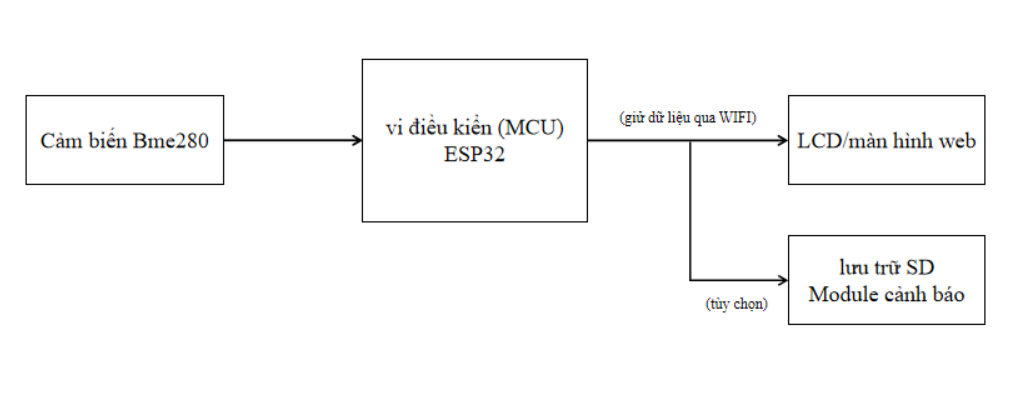 Cảm biến Bme280
vi điều kiển (MCU)
ESP32
(giử dữ liệu qua WIFI)
LCD/màn hình web
lưu trữ SD
Module cảnh báo
(tùy chọn)